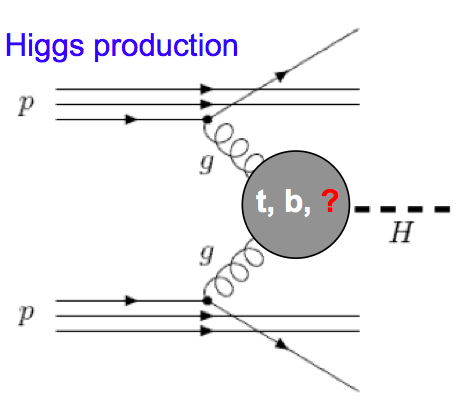 Higgs production
p
g
t, b, ?
H
g
p